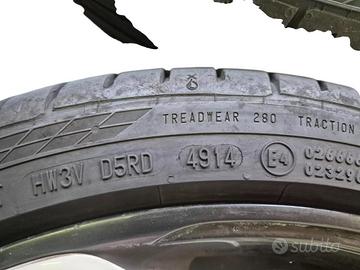 TREADWEAR 280 TRACTION
HW3V D5RD 4914 E4
subito